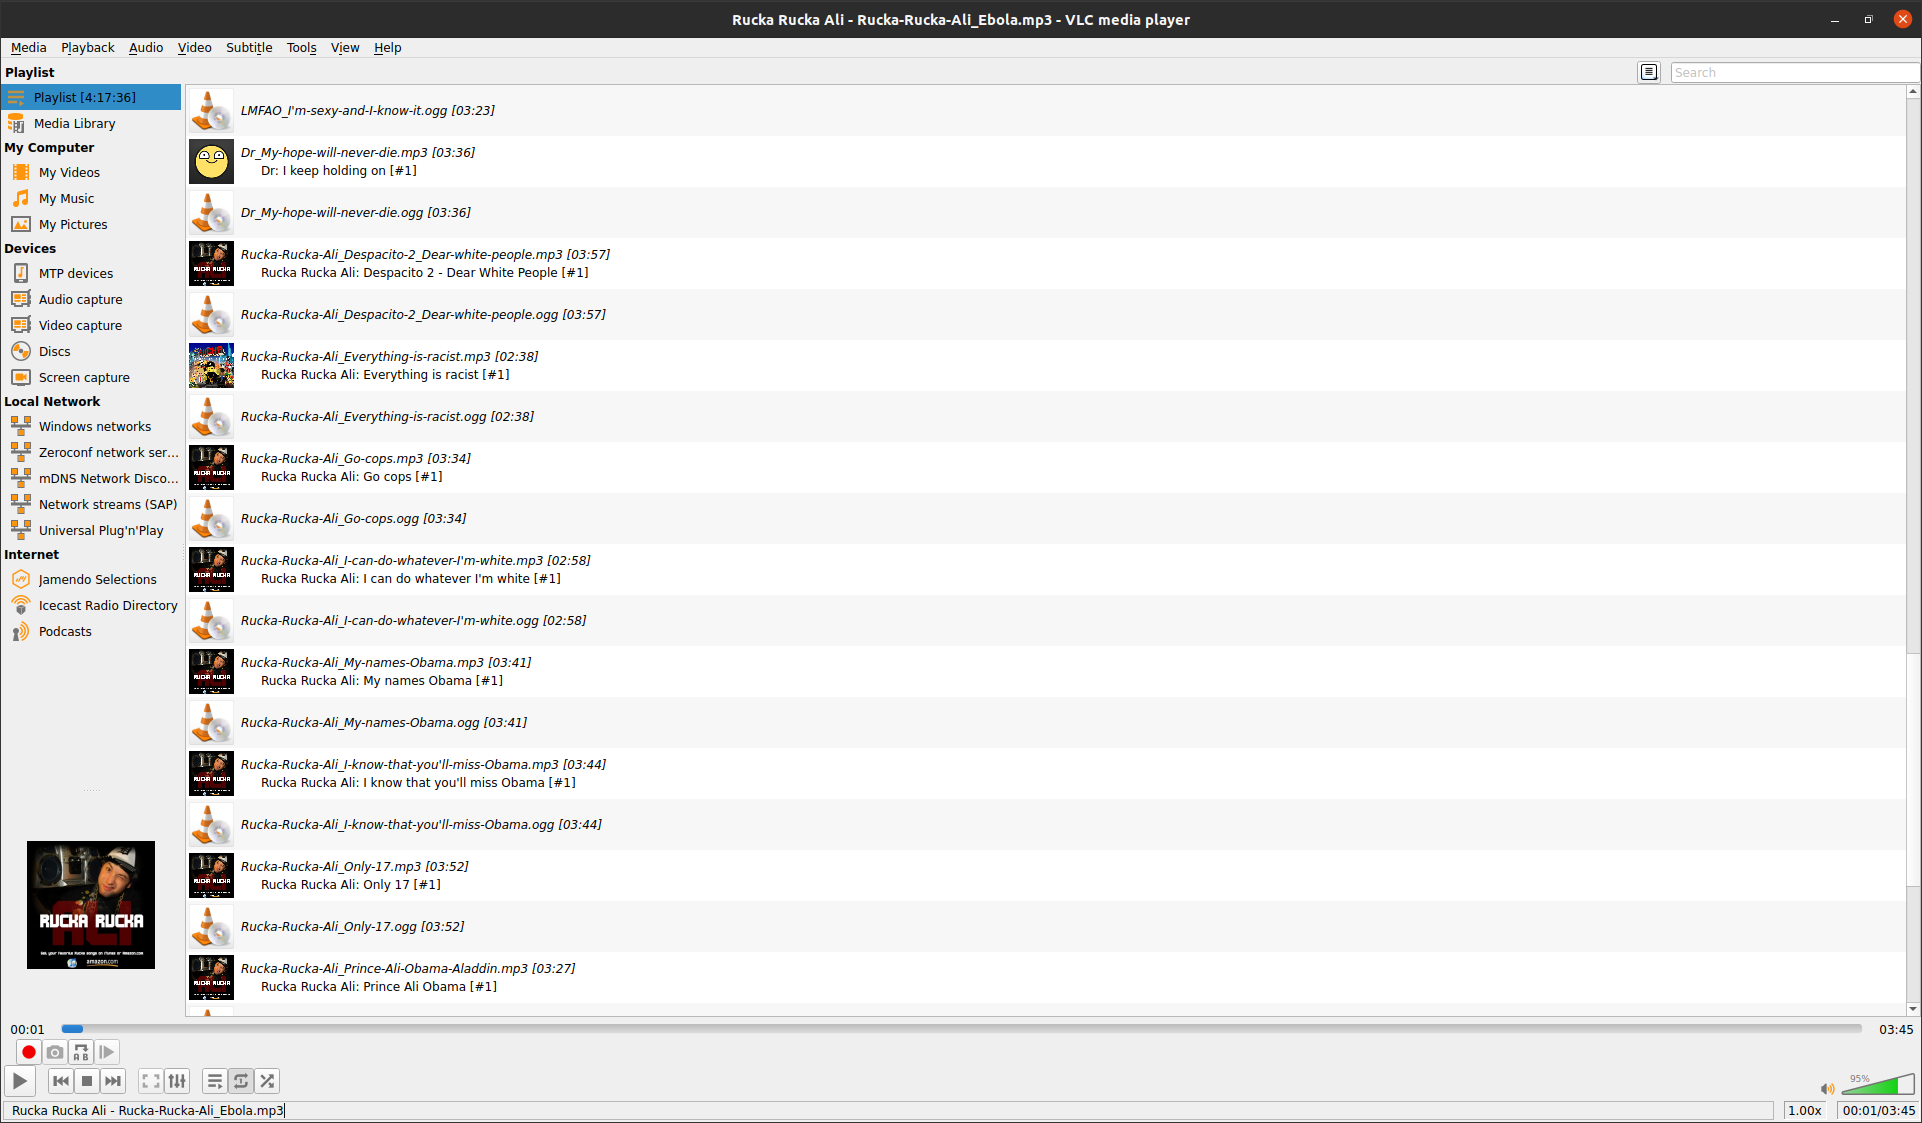 Rucka Rucka Ali - Rucka-Rucka-Ali_Ebola.mp3 - VLC media player
Media Playback Audio Video Subtitle Tools View Help
Playlist
Search
Playlist [4:17:36]
Media Library
My Computer
My Videos
My Music
My Pictures
Devices
MTP devices
Audio capture
Video capture
Discs
Screen capture
Local Network
Windows networks
Zeroconf network ser...
mDNS Network Disco...
Network streams (SAP)
Universal Plug'n'Play
Internet
Jamendo Selections
Icecast Radio Directory
Podcasts
LMFAO_I'm-sexy-and-I-know-it.ogg [03:23]
Dr_My-hope-will-never-die.mp3 [03:36]
Dr: I keep holding on [#1]
Dr_My-hope-will-never-die.ogg [03:36]
Rucka-Rucka-Ali_Despacito-2_Dear-white-people.mp3 [03:57]
Rucka Rucka Ali: Despacito 2 - Dear White People [#1]
Rucka-Rucka-Ali_Despacito-2_Dear-white-people.ogg [03:57]
Rucka-Rucka-Ali_Everything-is-racist.mp3 [02:38]
Rucka Rucka Ali: Everything is racist [#1]
Rucka-Rucka-Ali_Everything-is-racist.ogg [02:38]
Rucka-Rucka-Ali_Go-cops.mp3 [03:34]
Rucka Rucka Ali: Go cops [#1]
Rucka-Rucka-Ali_Go-cops.ogg [03:34]
Rucka-Rucka-Ali_I-can-do-whatever-I'm-white.mp3 [02:58]
Rucka Rucka Ali: I can do whatever I'm white [#1]
Rucka-Rucka-Ali_I-can-do-whatever-I'm-white.ogg [02:58]
Rucka-Rucka-Ali_My-names-Obama.mp3 [03:41]
Rucka Rucka Ali: My names Obama [#1]
Rucka-Rucka-Ali_My-names-Obama.ogg [03:41]
Rucka-Rucka-Ali_I-know-that-you'll-miss-Obama.mp3 [03:44]
Rucka Rucka Ali: I know that you'll miss Obama [#1]
Rucka-Rucka-Ali_I-know-that-you'll-miss-Obama.ogg [03:44]
Rucka-Rucka-Ali_Only-17.mp3 [03:52]
Rucka Rucka Ali: Only 17 [#1]
Rucka-Rucka-Ali_Only-17.ogg [03:52]
Rucka-Rucka-Ali_Prince-Ali-Obama-Aladdin.mp3 [03:27]
Rucka Rucka Ali: Prince Ali Obama [#1]
RUCKA RUCKA
ALI
amazon.com
00:01
03:45
A B
95%
Rucka Rucka Ali - Rucka-Rucka-Ali_Ebola.mp3
1.00x
00:01/03:45